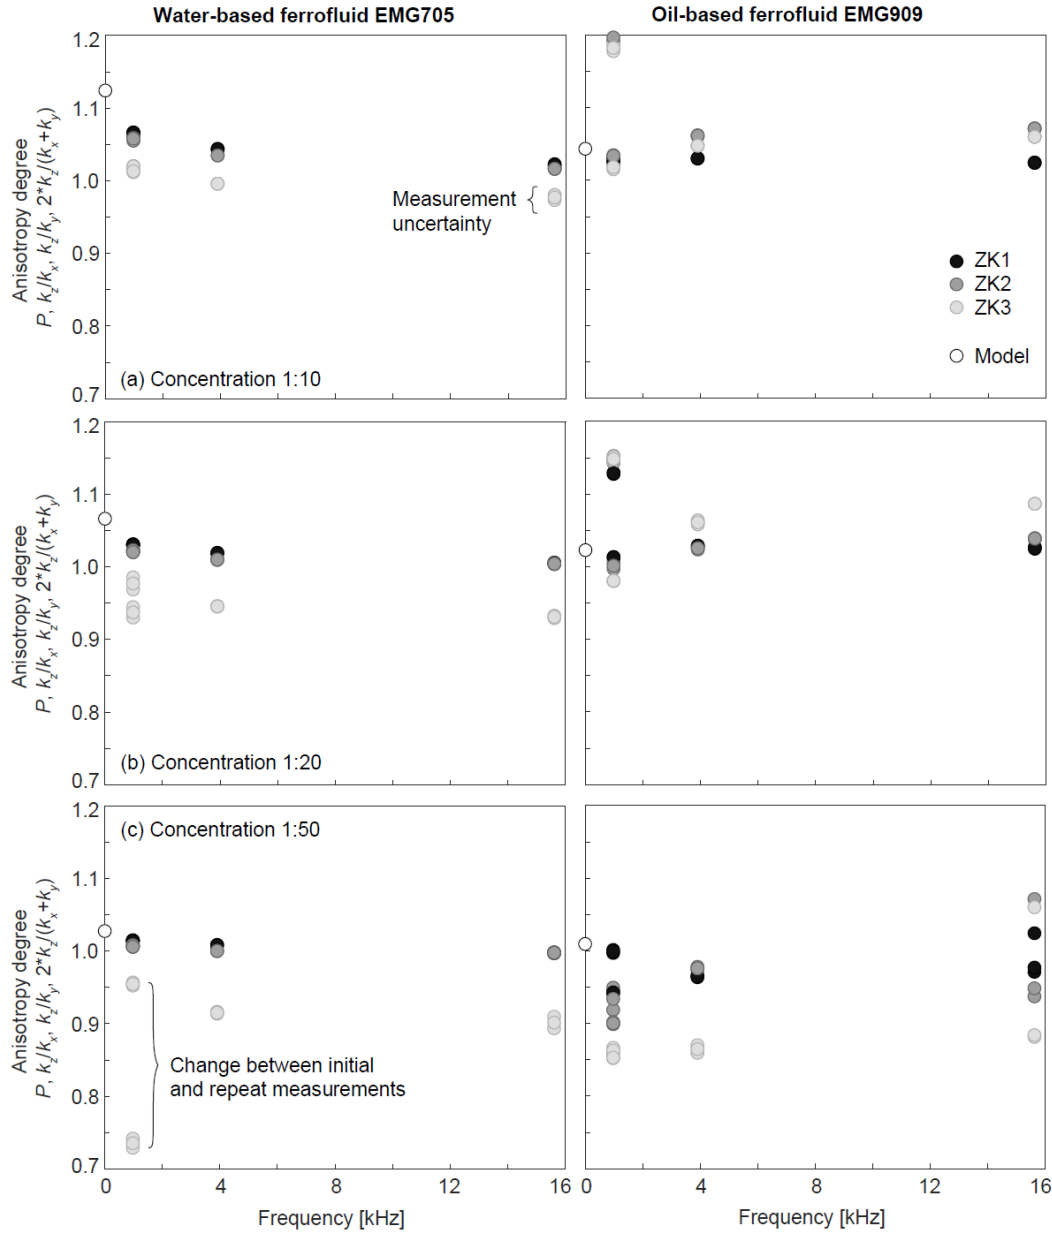 Water-based ferrofluid EMG705
Oil-based ferrofluid EMG909
Anisotropy degree
P, kz/kx, kz/ky, 2*kz/(kx+ky)
1.2
1.1
1.0
0.9
0.8
0.7
Measurement
uncertainty
(a) Concentration 1:10
ZK1
ZK2
ZK3
Model
Anisotropy degree
P, kz/kx, kz/ky, 2*kz/(kx+ky)
1.2
1.1
1.0
0.9
0.8
0.7
(b) Concentration 1:20
Anisotropy degree
P, kz/kx, kz/ky, 2*kz/(kx+ky)
1.2
1.1
1.0
0.9
0.8
0.7
(c) Concentration 1:50
Change between initial
and repeat measurements
0 4 8 12 16
0 4 8 12 16
Frequency [kHz]
Frequency [kHz]